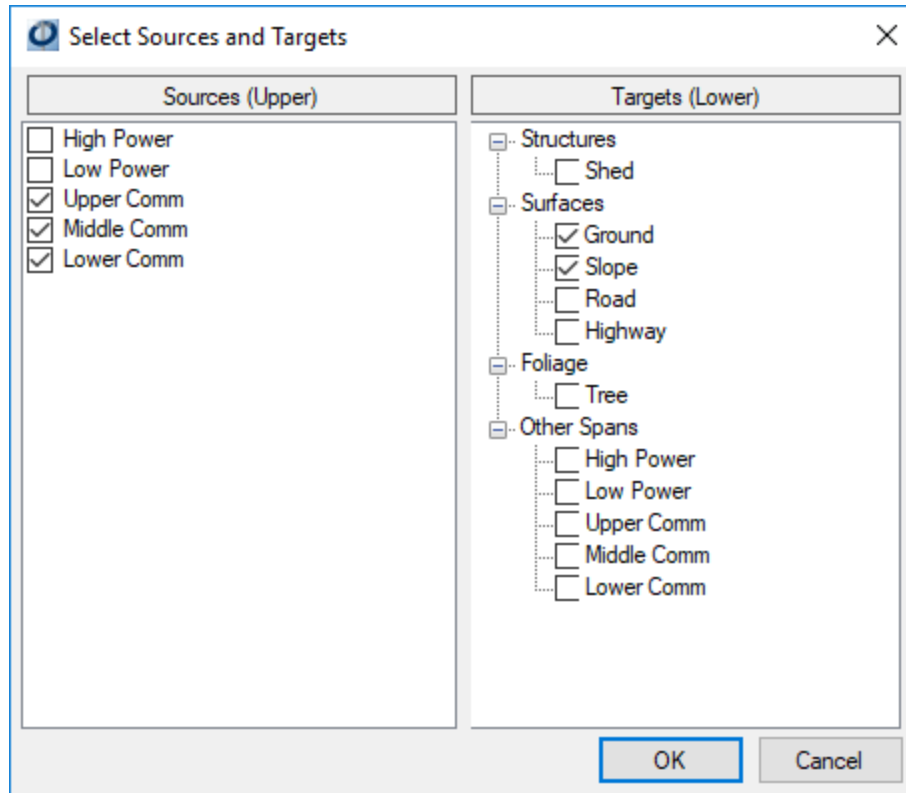 Select Sources and Targets
Sources (Upper)
High Power
Low Power
Upper Comm
Middle Comm
Lower Comm
Targets (Lower)
Structures
Shed
Surfaces
Ground
Slope
Road
Highway
Foliage
Tree
Other Spans
High Power
Low Power
Upper Comm
Middle Comm
Lower Comm
OK
Cancel